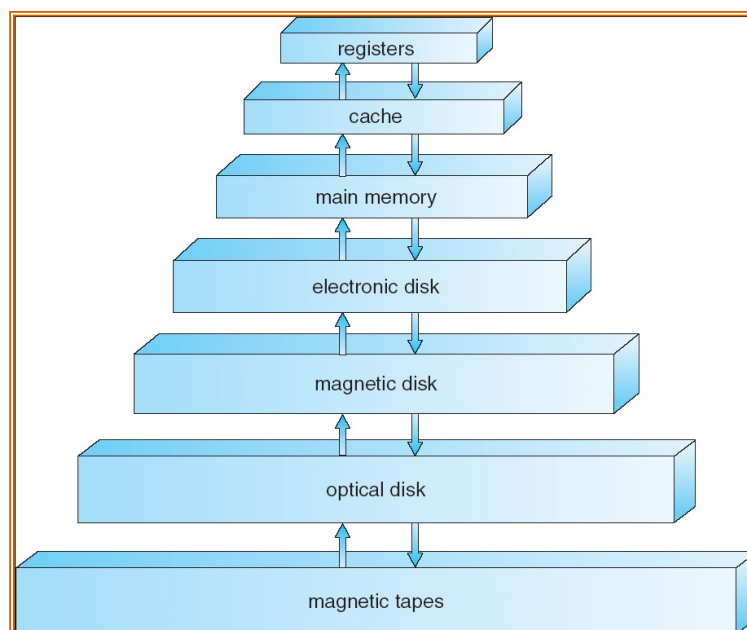 registers
cache
main memory
electronic disk
magnetic disk
optical disk
magnetic tapes